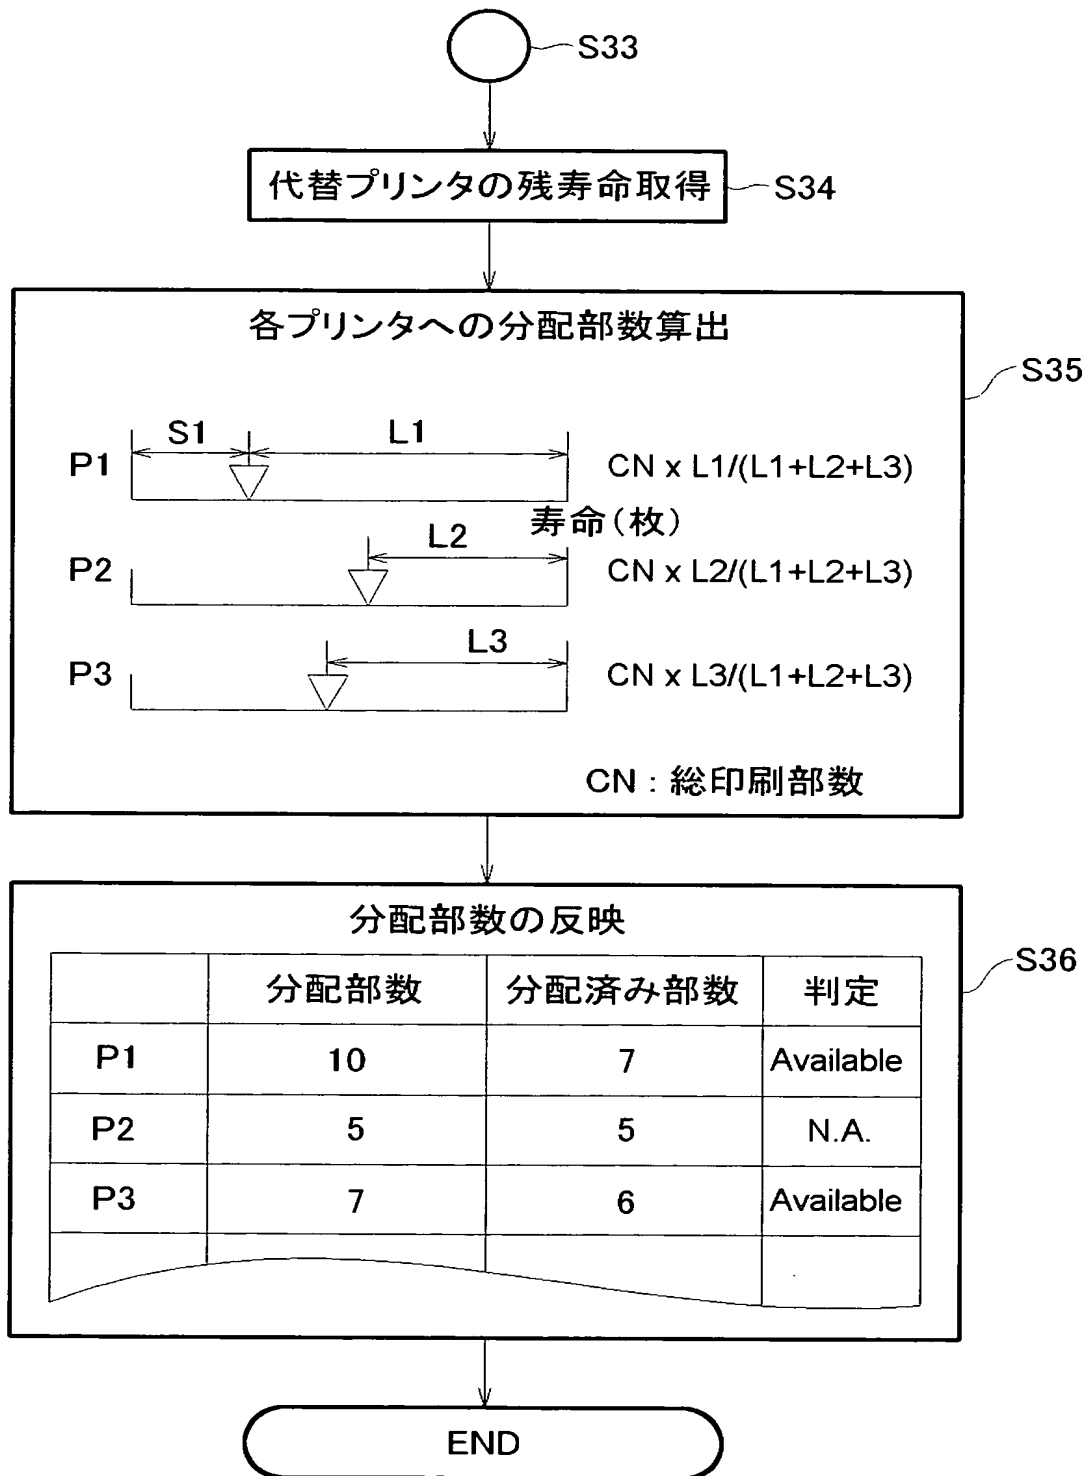 S33
代替プリンタの残寿命取得
S34
各プリンタへの分配部数算出
S35
S1 L1
P1 CN x L1/(L1+L2+L3)
寿命(枚)
L2
P2 CN x L2/(L1+L2+L3)
L3
P3 CN x L3/(L1+L2+L3)
CN : 総印刷部数
分配部数の反映
S36
分配部数 分配済み部数 判定
P1 10 7 Available
P2 5 5 N.A.
P3 7 6 Available
END